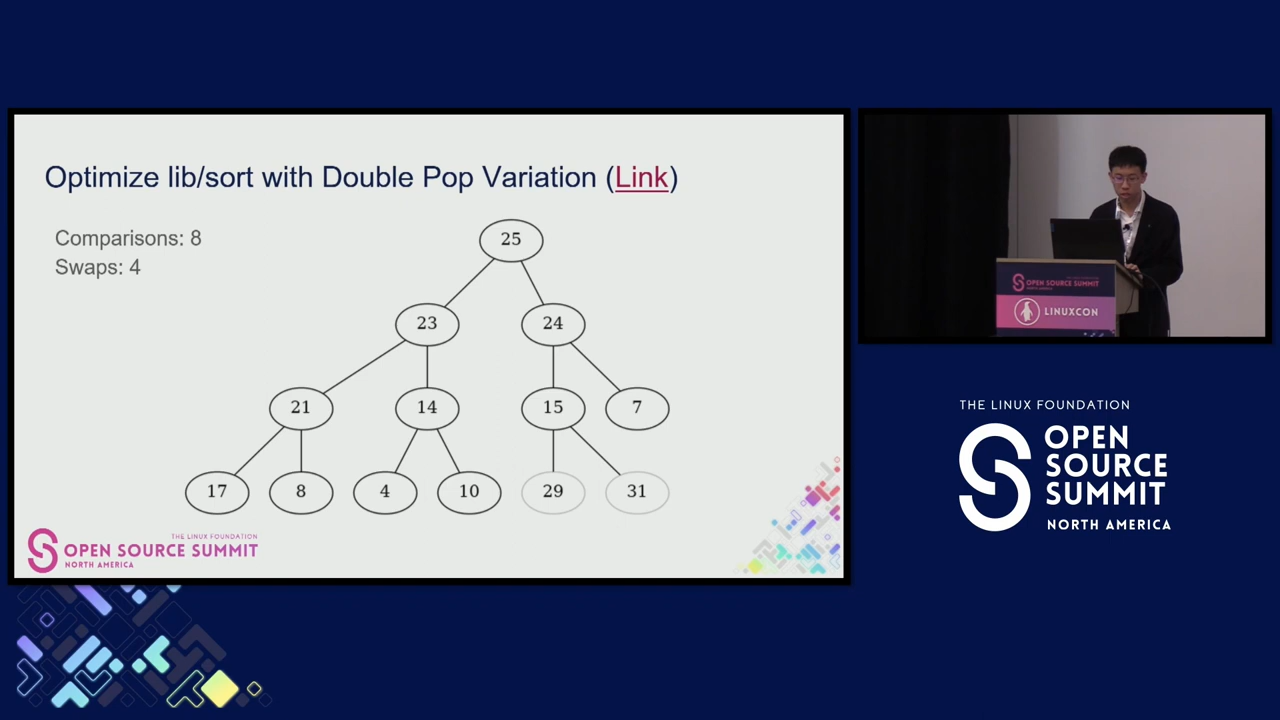 Optimize lib/sort with Double Pop Variation (Link)
Comparisons: 8
Swaps: 4
25
23 24
21 14 15 7
17 8 4 10 29 31
THE LINUX FOUNDATION
OPEN SOURCE SUMMIT
NORTH AMERICA
OPEN SOURCE SUMMIT
NORTH AMERICA
LINUXCON
THE LINUX FOUNDATION
OPEN
SOURCE
SUMMIT
NORTH AMERICA